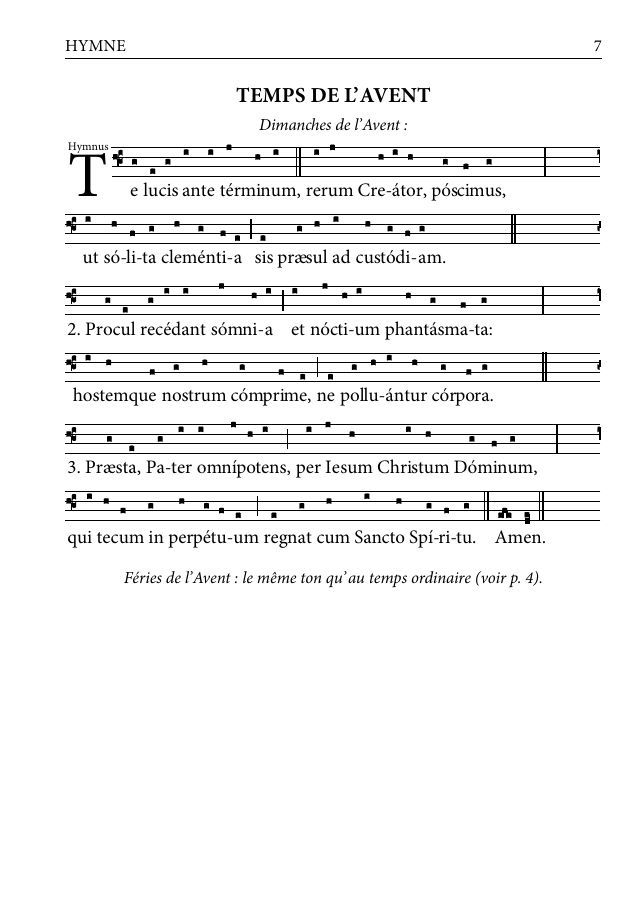 HYMNE 7
TEMPS DE L’AVENT
Dimanches de l’Avent :
Hymnus
Te lucis ante términum, rerum Cre-átor, póscimus,
ut só-li-ta cleménti-a sis præsul ad custódi-am.
2. Procul recédant sómni-a et nócti-um phantásma-ta:
hostemque nostrum cómprime, ne pollu-ántur córpora.
3. Præsta, Pa-ter omnípotens, per Iesum Christum Dóminum,
qui tecum in perpétu-um regnat cum Sancto Spí-ri-tu. Amen.
Féries de l’Avent : le même ton qu’au temps ordinaire (voir p. 4).